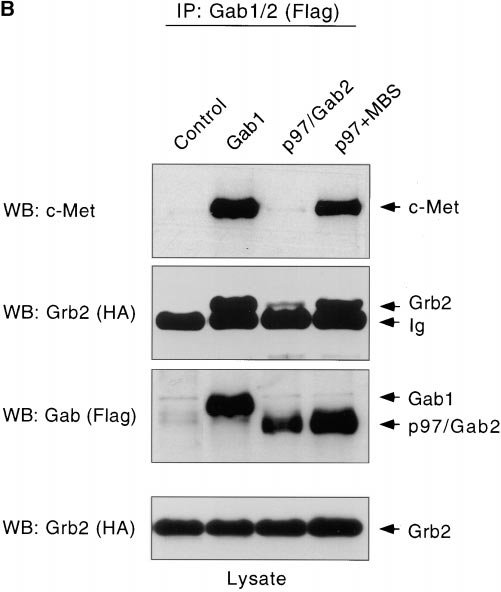 B
IP: Gab1/2 (Flag)
Control
Gab1
p97/Gab2
p97+MBS
WB: c-Met
c-Met
WB: Grb2 (HA)
Grb2
Ig
WB: Gab (Flag)
Gab1
p97/Gab2
WB: Grb2 (HA)
Grb2
Lysate